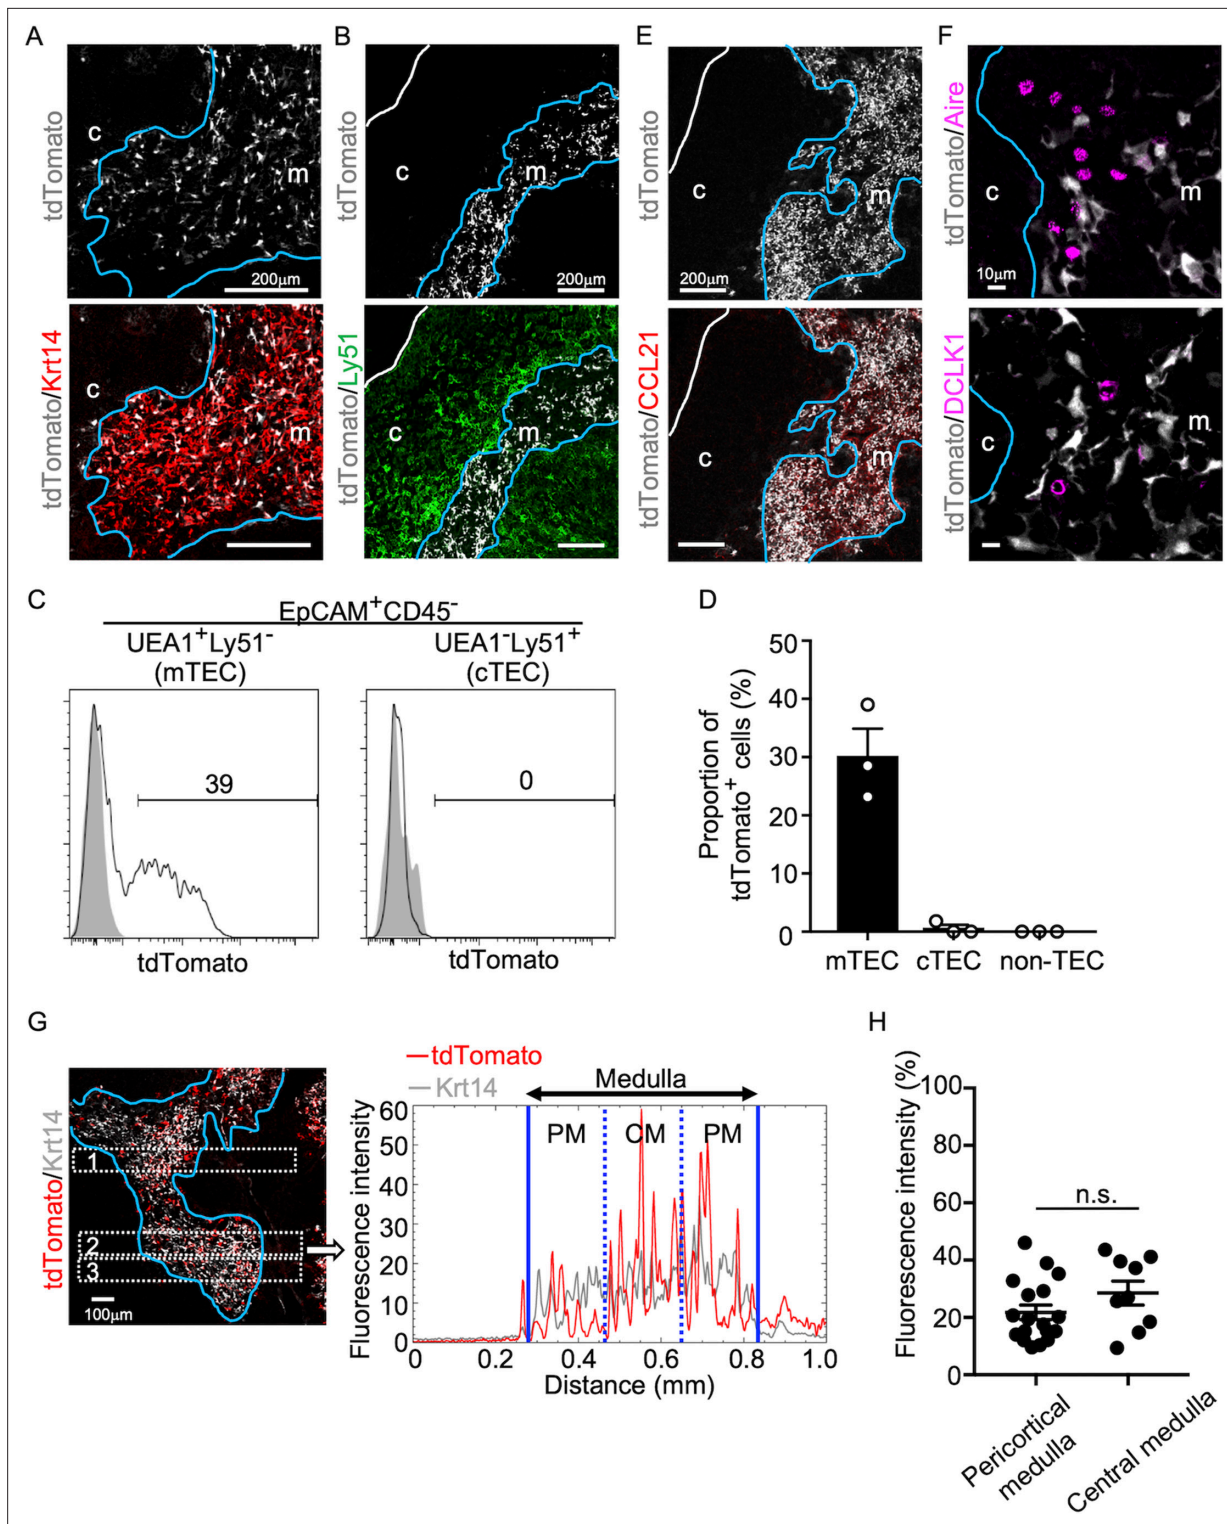 A
B
E
F
tdTomato
c
m
200μm
tdTomato
c
m
200μm
tdTomato
c
m
200μm
tdTomato/Aire
c
m
10μm
tdTomato/Krt14
c
m
tdTomato/Ly51
c
m
tdTomato/CCL21
c
m
tdTomato/DCLK1
c
m
C
EpCAM⁺CD45⁻
UEA1⁺Ly51⁻
(mTEC)
UEA1⁻Ly51⁺
(cTEC)
39
0
tdTomato
tdTomato
D
Proportion of
tdTomato⁺ cells (%)
50
40
30
20
10
0
mTEC cTEC non-TEC
G
tdTomato/Krt14
1
2
3
100μm
tdTomato
Krt14
Medulla
PM
CM
PM
Fluorescence intensity
60
50
40
30
20
10
0
0 0.2 0.4 0.6 0.8 1.0
Distance (mm)
H
Fluorescence intensity (%)
100
80
60
40
20
0
n.s.
Pericortical
medulla
Central medulla